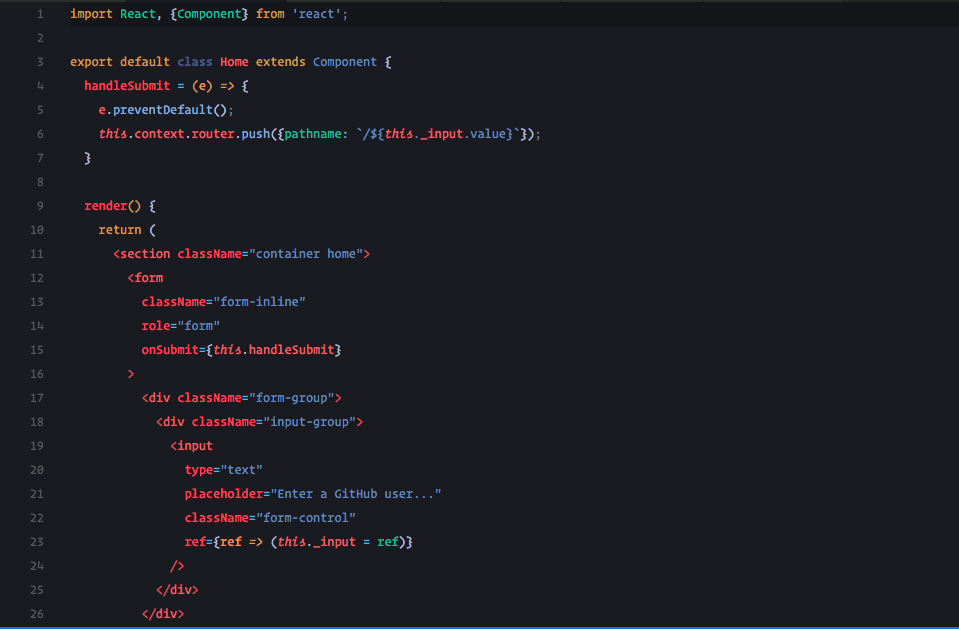 1 import React, {Component} from 'react';
2
3 export default class Home extends Component {
4 handleSubmit = (e) => {
5 e.preventDefault();
6 this.context.router.push({pathname: `/${this._input.value}`});
7 }
8
9 render() {
10 return (
11 <section className="container home">
12 <form
13 className="form-inline"
14 role="form"
15 onSubmit={this.handleSubmit}
16 >
17 <div className="form-group">
18 <div className="input-group">
19 <input
20 type="text"
21 placeholder="Enter a GitHub user..."
22 className="form-control"
23 ref={ref => (this._input = ref)}
24 />
25 </div>
26 </div>